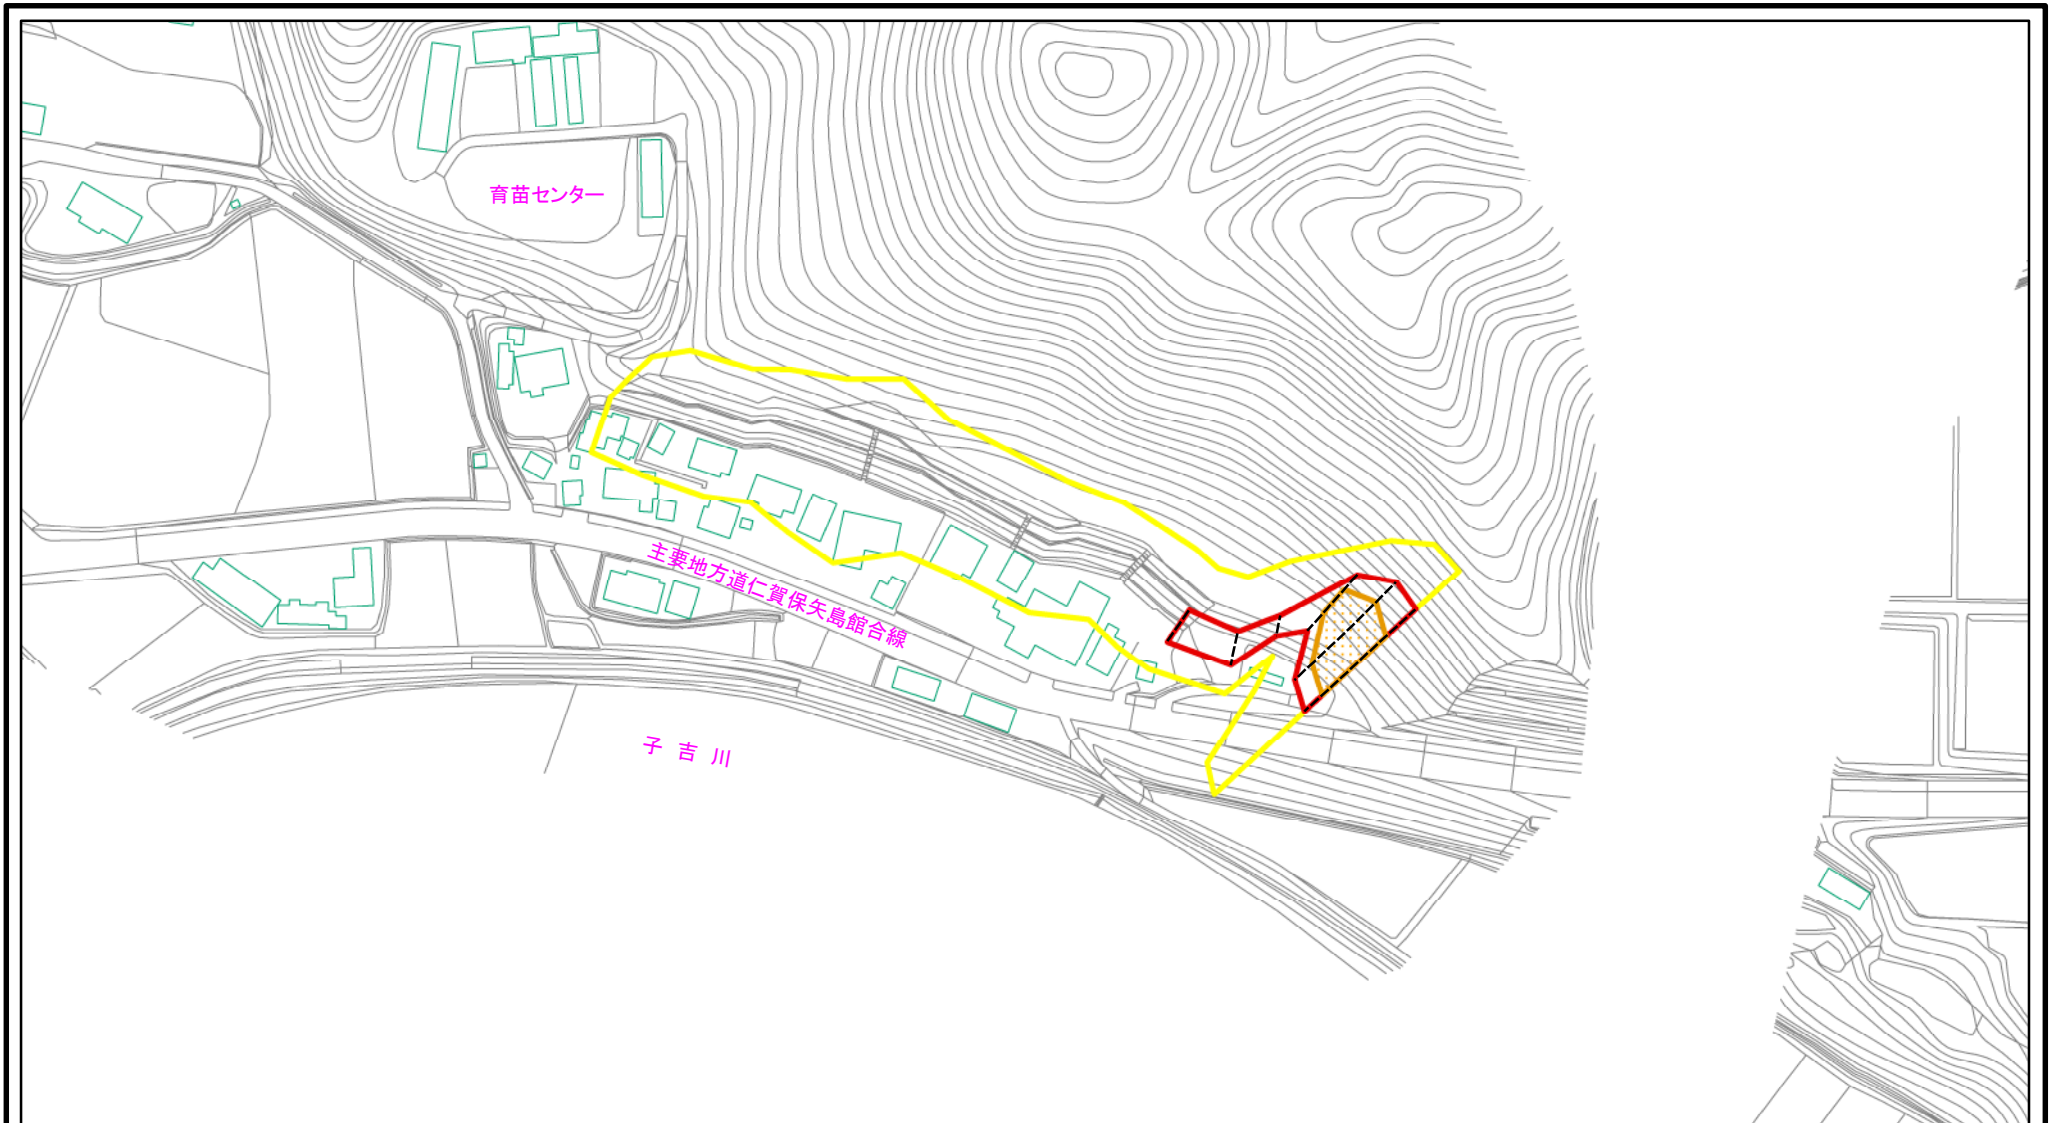 育苗センター
主要地方道仁賀保矢島館合線
子吉川